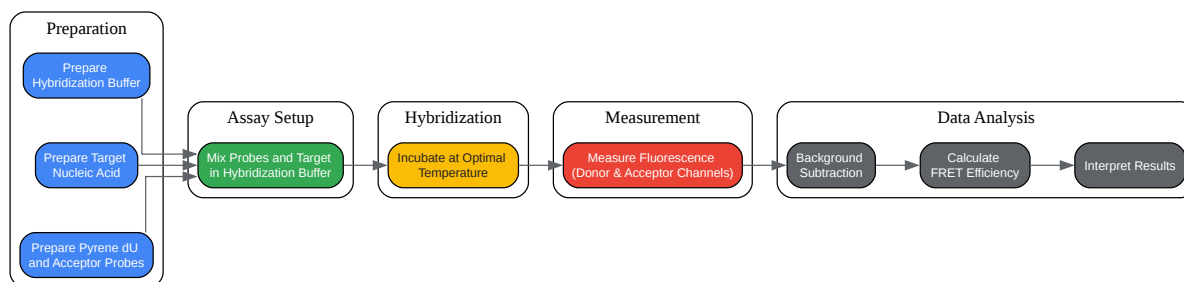 Preparation
Prepare
Hybridization Buffer
Prepare Target
Nucleic Acid
Prepare Pyrene dU
and Acceptor Probes
Assay Setup
Mix Probes and Target
in Hybridization Buffer
Hybridization
Incubate at Optimal
Temperature
Measurement
Measure Fluorescence
(Donor & Acceptor Channels)
Data Analysis
Background
Subtraction
Calculate
FRET Efficiency
Interpret Results